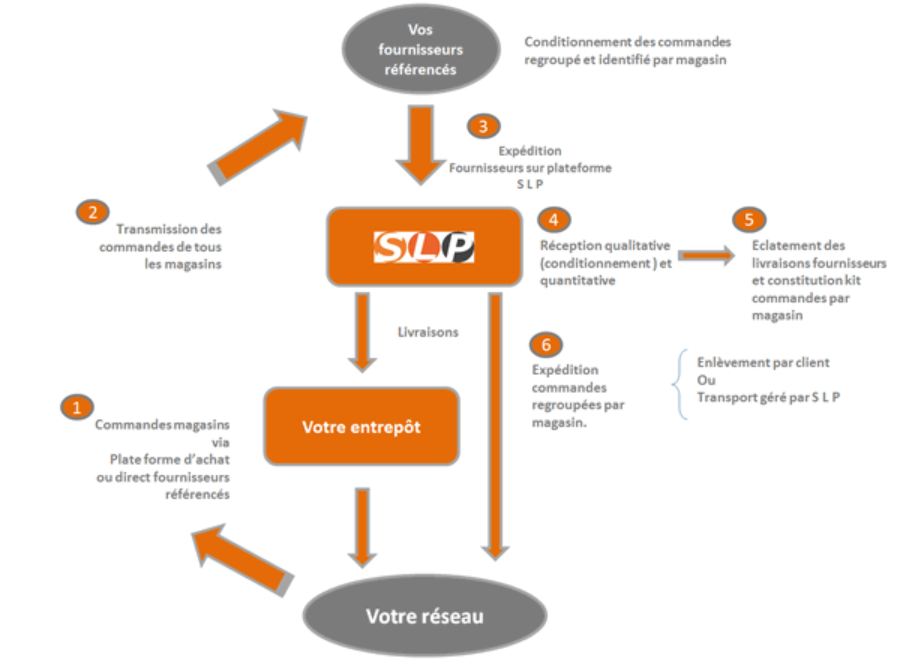 Vos
fournisseurs
référencés
Conditionnement des commandes
regroupé et identifié par magasin
3
Expédition
Fournisseurs sur plateforme
S L P
2
Transmission des
commandes de tous
les magasins
SLP
4
Réception qualitative
(conditionnement ) et
quantitative
5
Eclatement des
livraisons fournisseurs
et constitution kit
commandes par
magasin
Livraisons
6
Expédition
commandes
regroupées par
magasin.
Enlèvement par client
Ou
Transport géré par S L P
1
Commandes magasins
via
Plate forme d'achat
ou direct fournisseurs
référencés
Votre entrepôt
Votre réseau